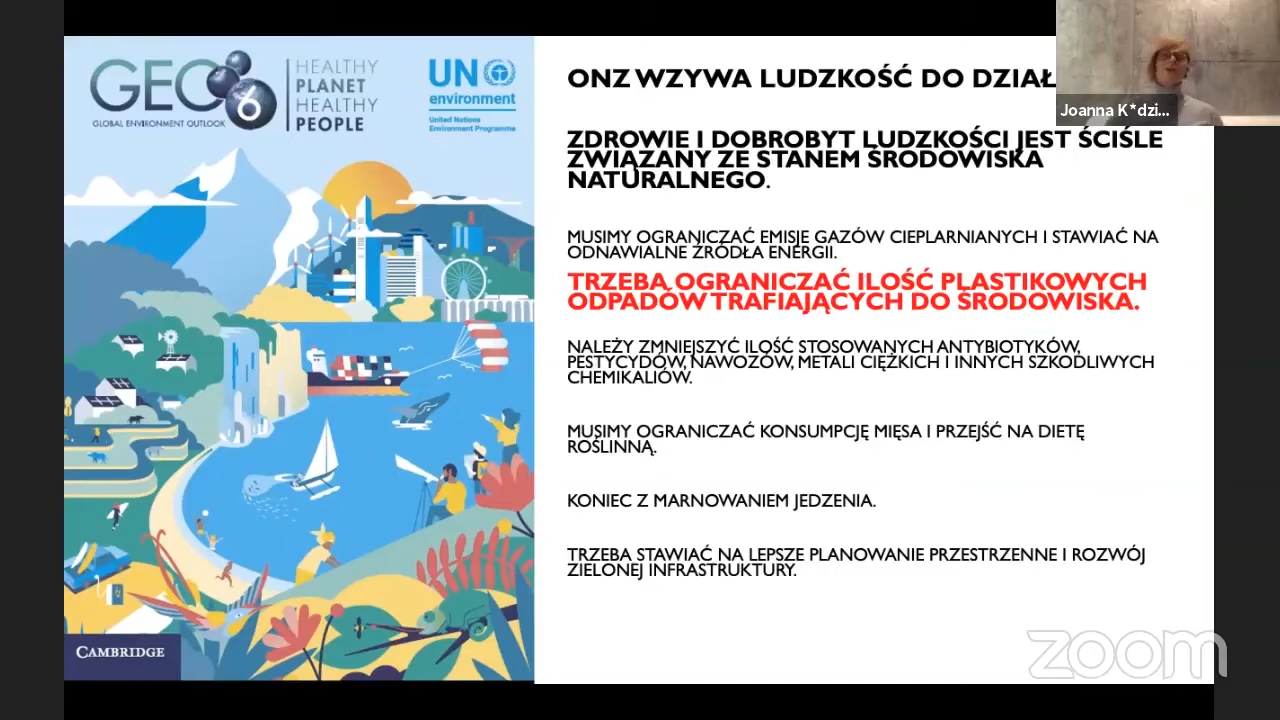 GEO 6
GLOBAL ENVIRONMENT OUTLOOK
HEALTHY
PLANET
HEALTHY
PEOPLE
UN
environment
United Nations
Environment Programme
CAMBRIDGE
ONZ WZYWA LUDZKOŚĆ DO DZIAŁ
ZDROWIE I DOBROBYT LUDZKOŚCI JEST ŚCIŚLE
ZWIĄZANY ZE STANEM ŚRODOWISKA
NATURALNEGO.
MUSIMY OGRANICZAĆ EMISJE GAZÓW CIEPLARNIANYCH I STAWIAĆ NA
ODNAWIALNE ŹRÓDŁA ENERGII.
TRZEBA OGRANICZAĆ ILOŚĆ PLASTIKOWYCH
ODPADÓW TRAFIAJĄCYCH DO ŚRODOWISKA.
NALEŻY ZMNIEJSZYĆ ILOŚĆ STOSOWANYCH ANTYBIOTYKÓW,
PESTYCYDÓW, NAWOZÓW, METALI CIĘŻKICH I INNYCH SZKODLIWYCH
CHEMIKALIÓW.
MUSIMY OGRANICZAĆ KONSUMPCJĘ MIĘSA I PRZEJŚĆ NA DIETĘ
ROŚLINNĄ.
KONIEC Z MARNOWANIEM JEDZENIA.
TRZEBA STAWIAĆ NA LEPSZE PLANOWANIE PRZESTRZENNE I ROZWÓJ
ZIELONEJ INFRASTRUKTURY.
Joanna K*dzi...
zoom